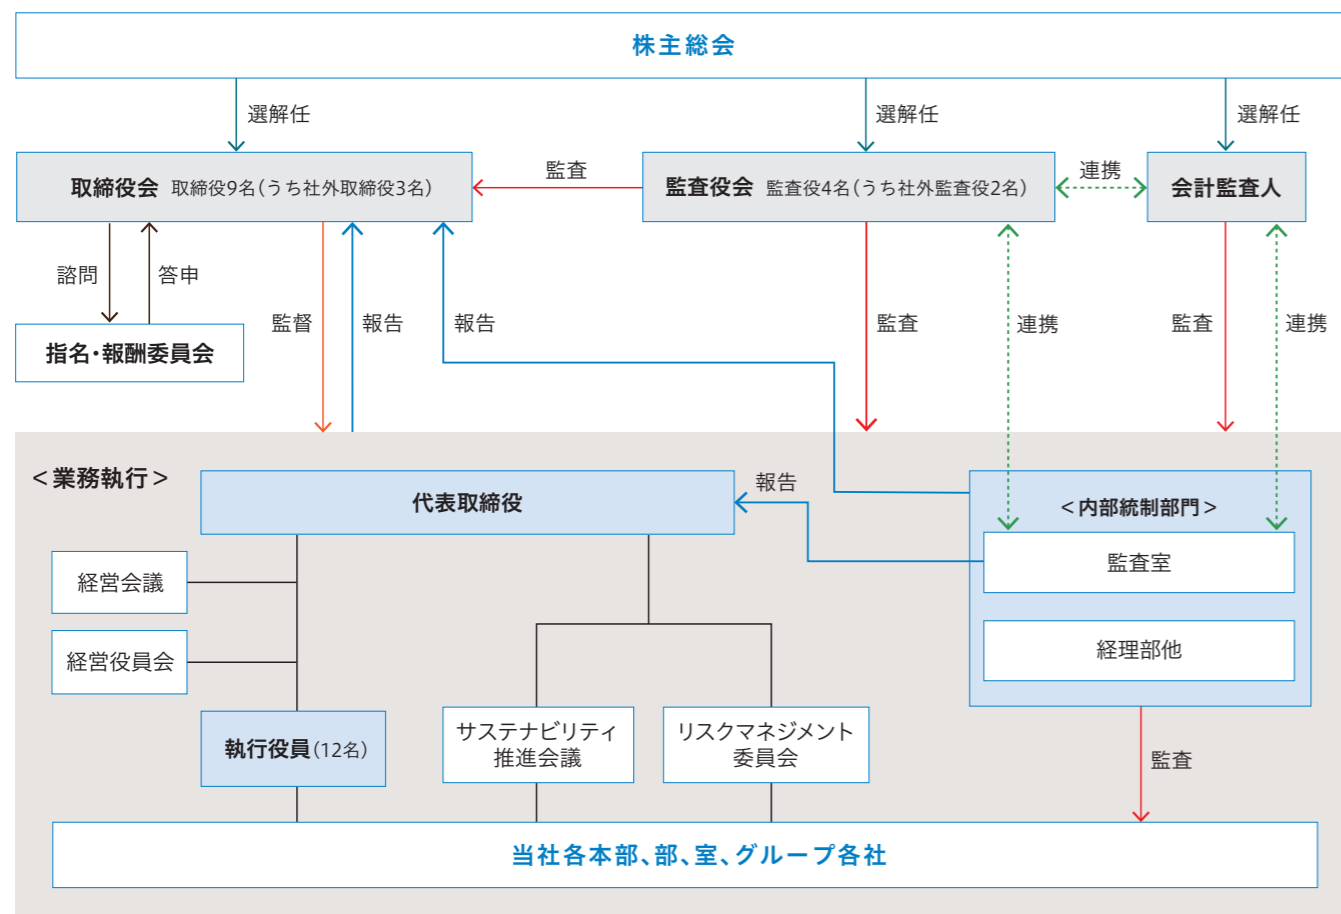 株主総会
選解任
選解任
選解任
取締役会 取締役9名(うち社外取締役3名)
監査
監査役会 監査役4名(うち社外監査役2名)
連携
会計監査人
諮問
答申
監督
報告
報告
監査
連携
監査
連携
指名・報酬委員会
<業務執行>
代表取締役
報告
<内部統制部門>
監査室
経理部他
経営会議
経営役員会
執行役員(12名)
サステナビリティ
推進会議
リスクマネジメント
委員会
監査
当社各本部、部、室、グループ各社